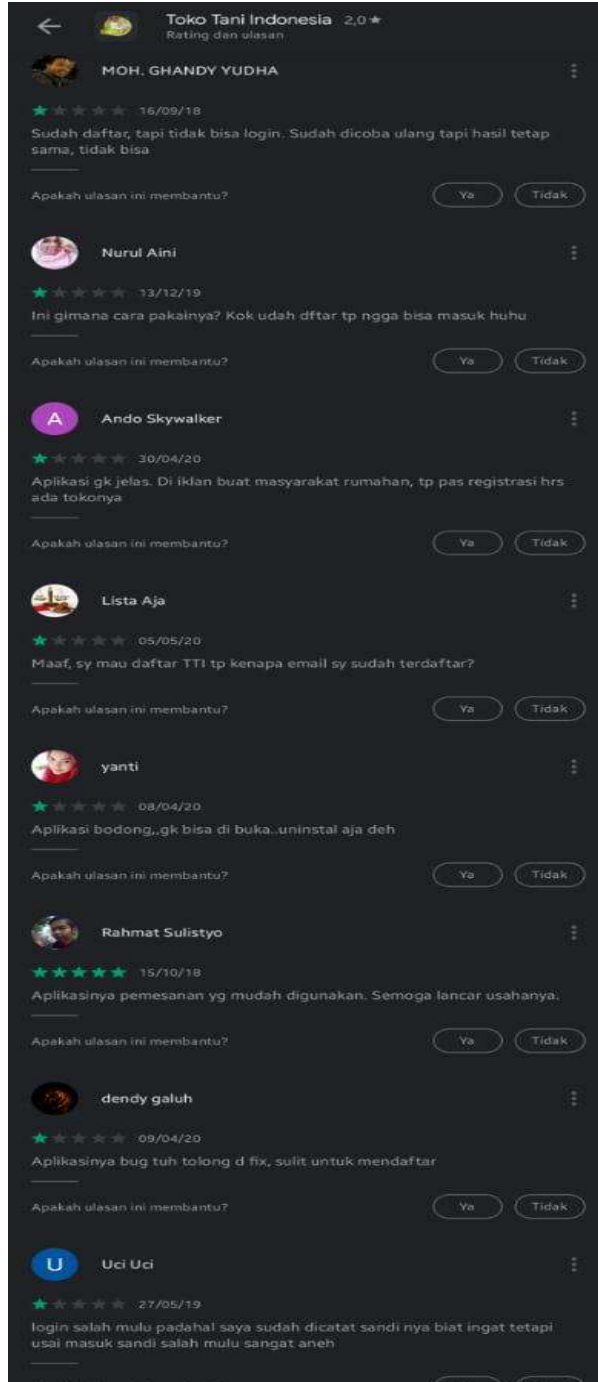 Toko Tani Indonesia 2,0★
Rating dan ulasan
MOH. GHANDY YUDHA
16/09/18
Sudah daftar, tapi tidak bisa login. Sudah dicoba ulang tapi hasil tetap
sama, tidak bisa
Apakah ulasan ini membantu? Ya Tidak
Nurul Aini
13/12/19
Ini gimana cara pakainya? Kok udah dftar tp ngga bisa masuk huhu
Apakah ulasan ini membantu? Ya Tidak
A Ando Skywalker
30/04/20
Aplikasi gk jelas. Di iklan buat masyarakat rumahan, tp pas registrasi hrs
ada tokonya
Apakah ulasan ini membantu? Ya Tidak
Lista Aja
05/05/20
Maaf, sy mau daftar TTI tp kenapa email sy sudah terdaftar?
Apakah ulasan ini membantu? Ya Tidak
yanti
08/04/20
Aplikasi bodong,,gk bisa di buka..uninstal aja deh
Apakah ulasan ini membantu? Ya Tidak
Rahmat Sulistyo
15/10/18
Aplikasinya pemesanan yg mudah digunakan. Semoga lancar usahanya.
Apakah ulasan ini membantu? Ya Tidak
dendy galuh
09/04/20
Aplikasinya bug tuh tolong d fix, sulit untuk mendaftar
Apakah ulasan ini membantu? Ya Tidak
U Uci Uci
27/05/19
login salah mulu padahal saya sudah dicatat sandi nya biat ingat tetapi
usai masuk sandi salah mulu sangat aneh